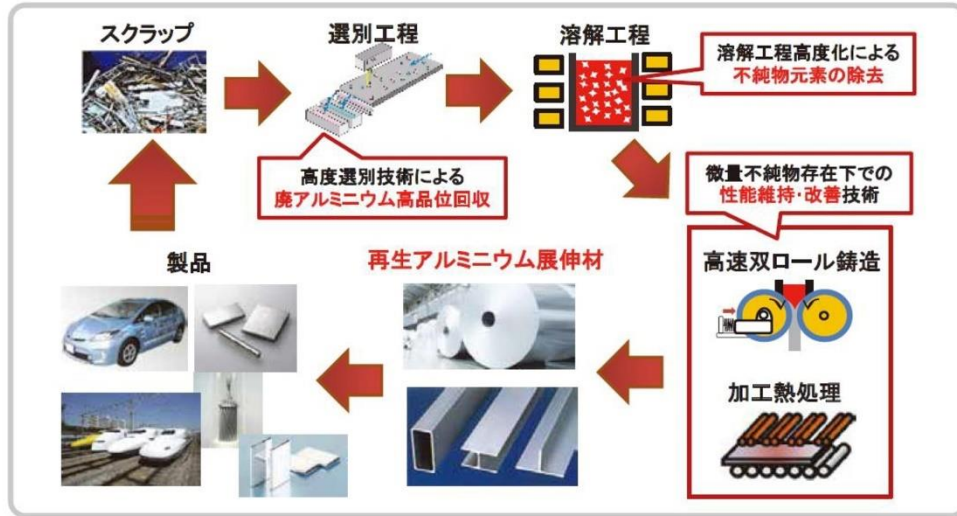 スクラップ
選別工程
溶解工程
溶解工程高度化による
不純物元素の除去
高度選別技術による
廃アルミニウム高品位回収
微量不純物存在下での
性能維持・改善技術
高速双ロール鋳造
加工熱処理
再生アルミニウム展伸材
製品